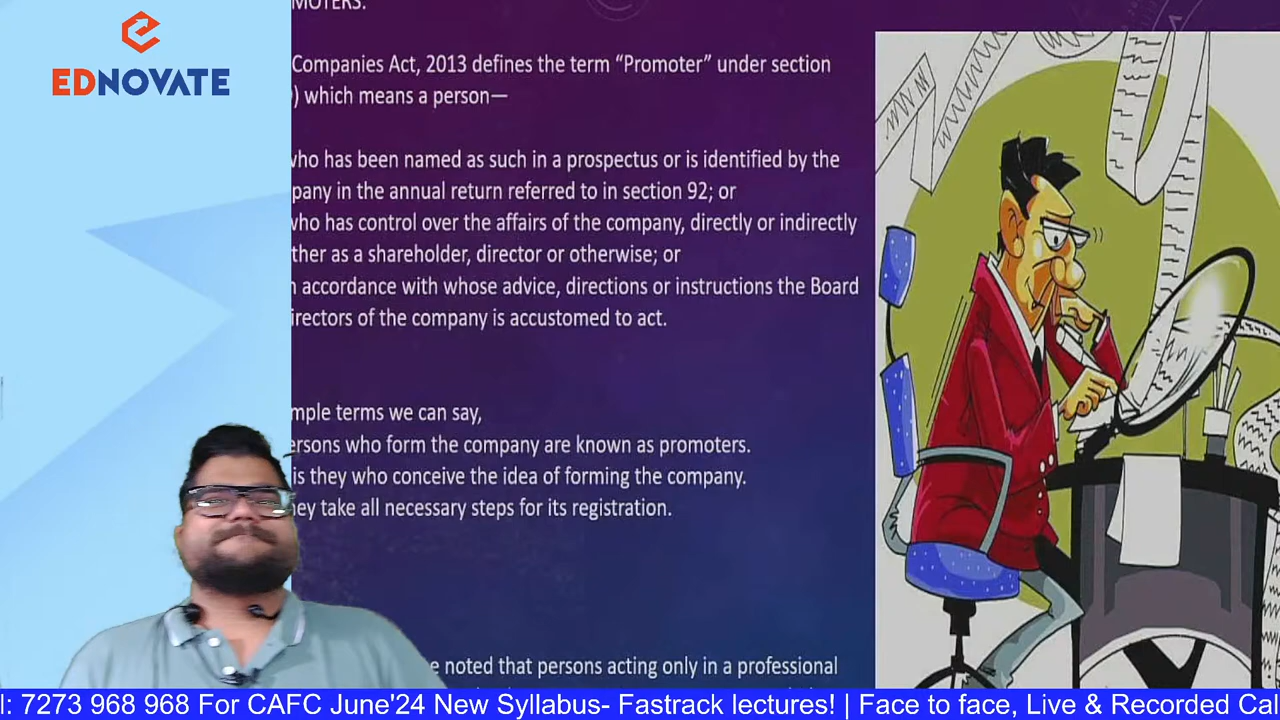 EDNOVATE
MOTERS.
Companies Act, 2013 defines the term “Promoter” under section
) which means a person—
who has been named as such in a prospectus or is identified by the
pany in the annual return referred to in section 92; or
who has control over the affairs of the company, directly or indirectly
ther as a shareholder, director or otherwise; or
n accordance with whose advice, directions or instructions the Board
irectors of the company is accustomed to act.
mple terms we can say,
ersons who form the company are known as promoters.
is they who conceive the idea of forming the company.
hey take all necessary steps for its registration.
e noted that persons acting only in a professional
l: 7273 968 968 For CAFC June'24 New Syllabus- Fastrack lectures! | Face to face, Live & Recorded Cal